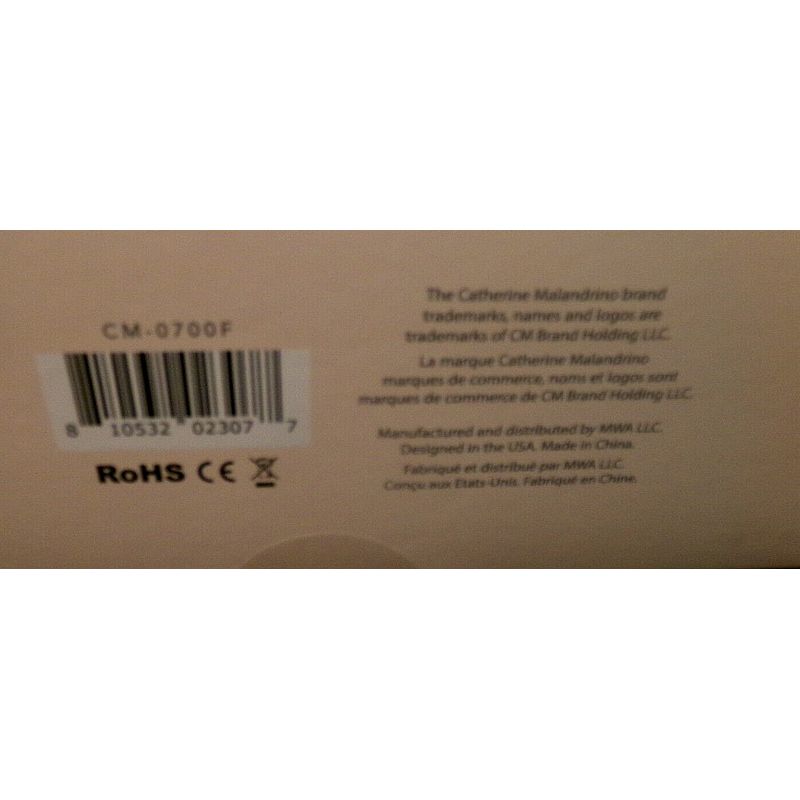 CM-0700F
8 10532 02307 7
RoHS CE
The Catherine Malandrino brand
trademarks, names and logos are
trademarks of CM Brand Holding LLC.
La marque Catherine Malandrino
marques de commerce, noms et logos sont
marques de commerce de CM Brand Holding LLC.
Manufactured and distributed by MWA LLC.
Designed in the USA. Made in China.
Fabriqué et distribué par MWA LLC.
Conçu aux Etats-Unis. Fabriqué en Chine.